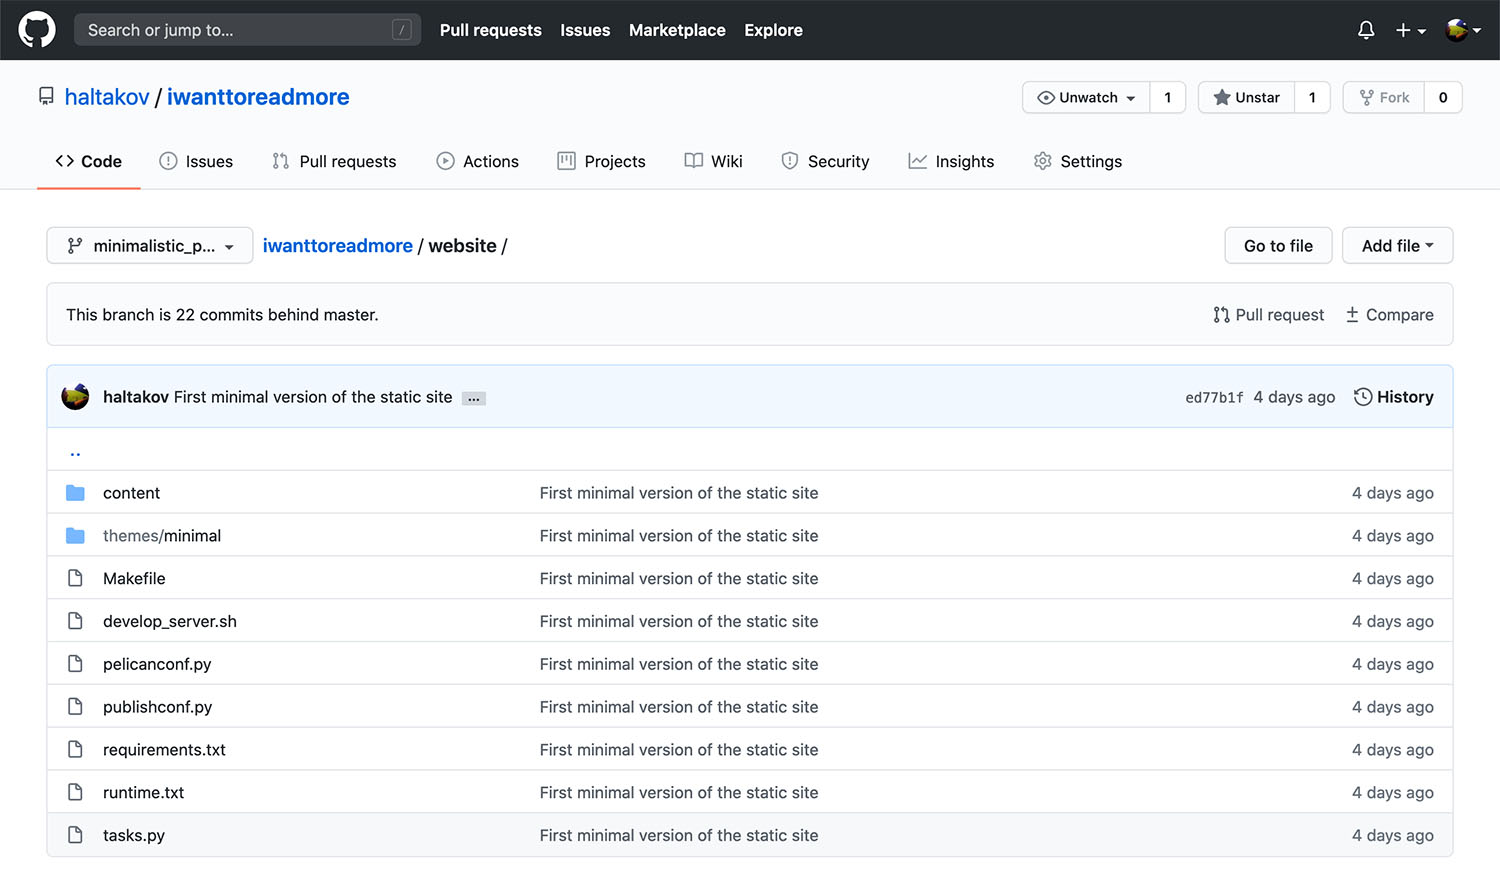 Search or jump to... /
Pull requests Issues Marketplace Explore
haltakov / iwanttoreadmore
Unwatch 1 Unstar 1 Fork 0
Code Issues Pull requests Actions Projects Wiki Security Insights Settings
minimalistic_p... iwanttoreadmore / website / Go to file Add file
This branch is 22 commits behind master. Pull request Compare
haltakov First minimal version of the static site ... ed77b1f 4 days ago History
..
content First minimal version of the static site 4 days ago
themes/minimal First minimal version of the static site 4 days ago
Makefile First minimal version of the static site 4 days ago
develop_server.sh First minimal version of the static site 4 days ago
pelicanconf.py First minimal version of the static site 4 days ago
publishconf.py First minimal version of the static site 4 days ago
requirements.txt First minimal version of the static site 4 days ago
runtime.txt First minimal version of the static site 4 days ago
tasks.py First minimal version of the static site 4 days ago